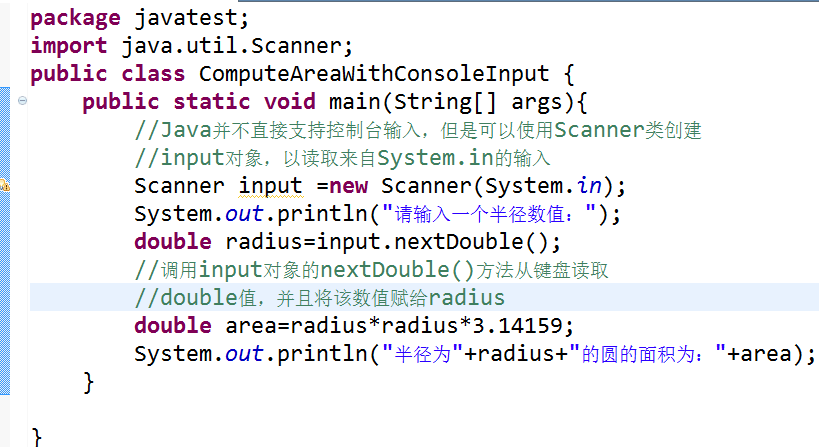 package javatest;
import java.util.Scanner;
public class ComputeAreaWithConsoleInput {
    public static void main(String[] args){
        //Java并不直接支持控制台输入，但是可以使用Scanner类创建
        //input对象，以读取来自System.in的输入
        Scanner input =new Scanner(System.in);
        System.out.println("请输入一个半径数值：");
        double radius=input.nextDouble();
        //调用input对象的nextDouble()方法从键盘读取
        //double值，并且将该数值赋给radius
        double area=radius*radius*3.14159;
        System.out.println("半径为"+radius+"的圆的面积为："+area);
    }
}